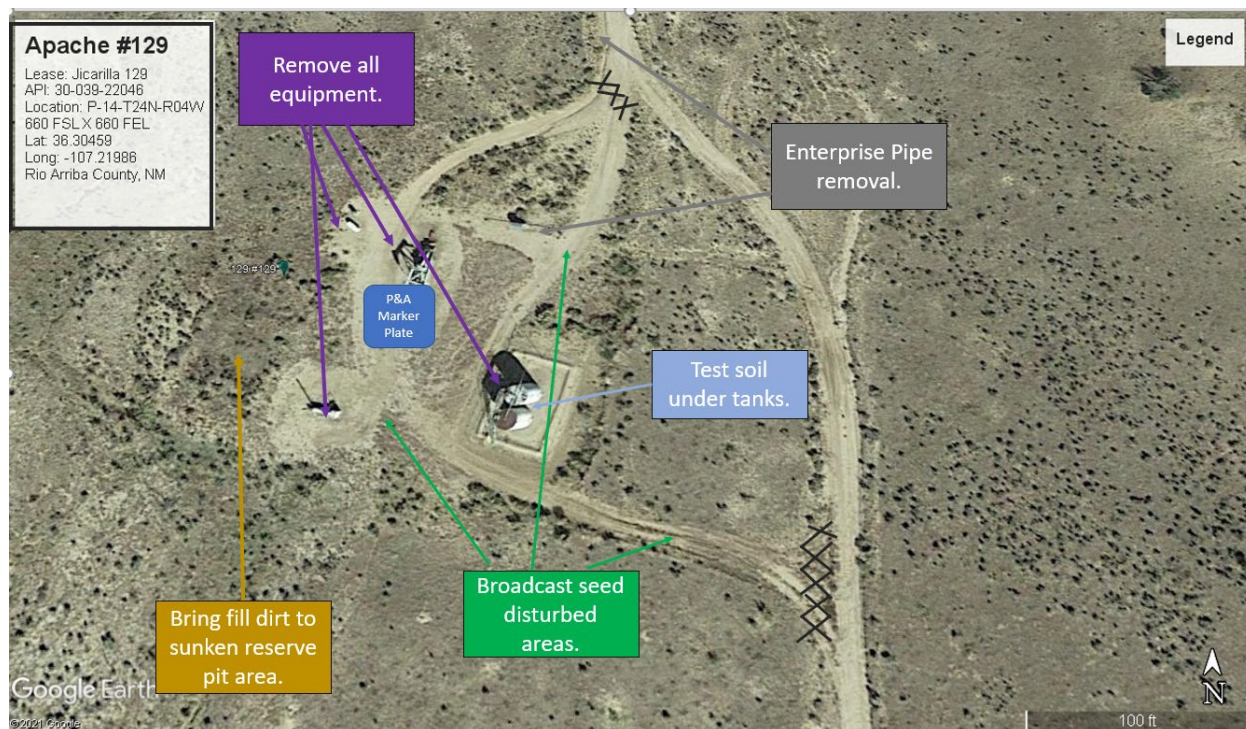 Apache #129
Lease: Jicarilla 129
API: 30-039-22046
Location: P-14-T24N-R04W
660 FSL X 660 FEL
Lat: 36.30459
Long: -107.21986
Rio Arriba County, NM
Remove all
equipment.
Legend
Enterprise Pipe
removal.
129 #129
P&A
Marker
Plate
Test soil
under tanks.
Broadcast seed
disturbed
areas.
Bring fill dirt to
sunken reserve
pit area.
Google Earth
©2021 Google
N
100 ft